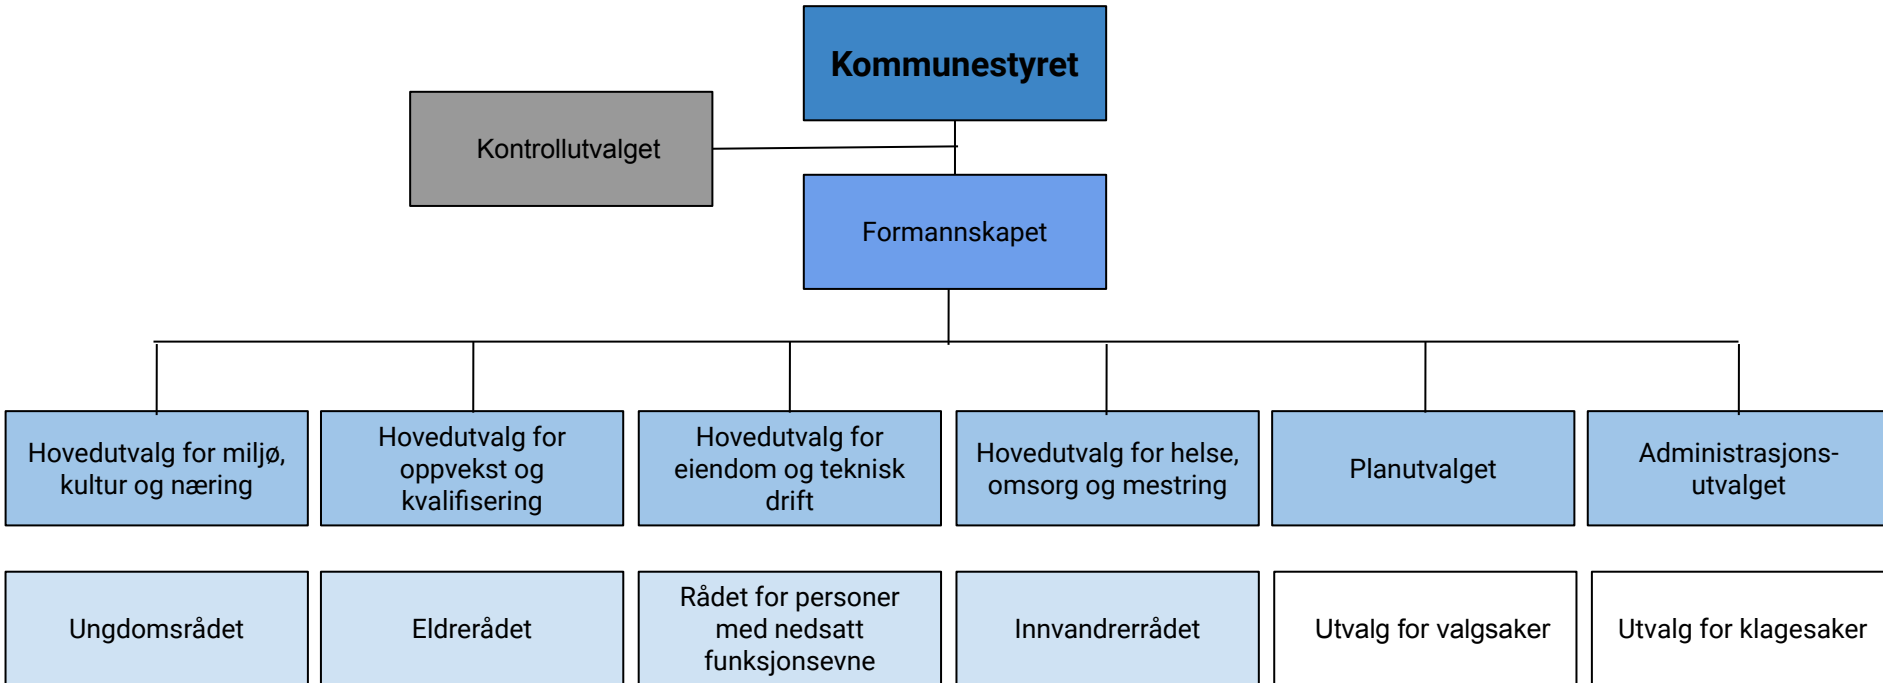 Kommunestyret
Kontrollutvalget
Formannskapet
Hovedutvalg for miljø,
kultur og næring
Hovedutvalg for
oppvekst og
kvalifisering
Hovedutvalg for
eiendom og teknisk
drift
Hovedutvalg for helse,
omsorg og mestring
Planutvalget
Administrasjons-
utvalget
Ungdomsrådet
Eldrerådet
Rådet for personer
med nedsatt
funksjonsevne
Innvandrerrådet
Utvalg for valgsaker
Utvalg for klagesaker